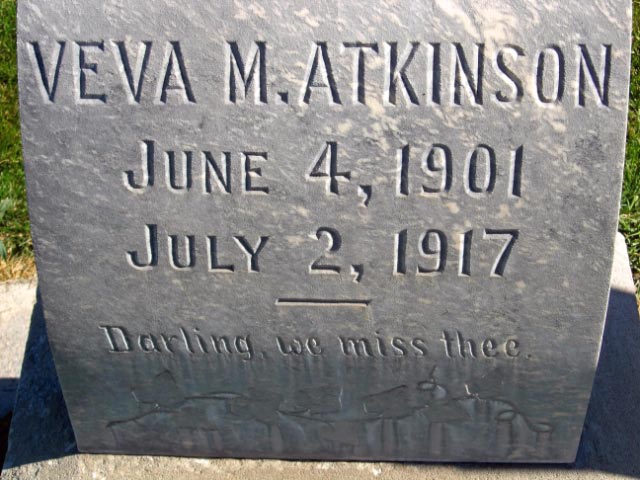 VEVA M. ATKINSON
JUNE 4, 1901
JULY 2, 1917
Darling, we miss thee.